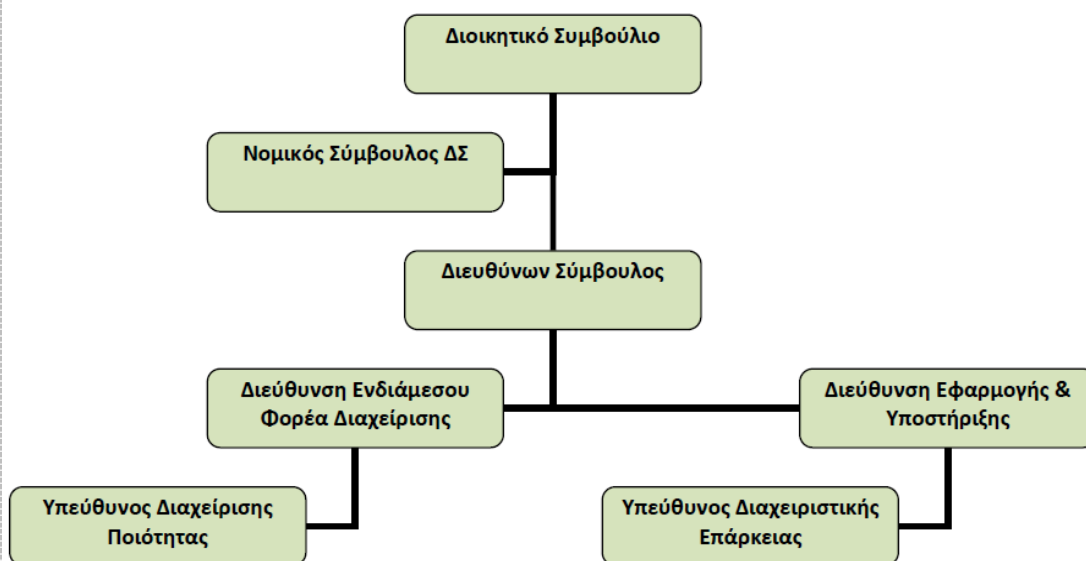 Διοικητικό Συμβούλιο
Νομικός Σύμβουλος ΔΣ
Διευθύνων Σύμβουλος
Διεύθυνση Ενδιάμεσου
Φορέα Διαχείρισης
Διεύθυνση Εφαρμογής &
Υποστήριξης
Υπεύθυνος Διαχείρισης
Ποιότητας
Υπεύθυνος Διαχειριστικής
Επάρκειας